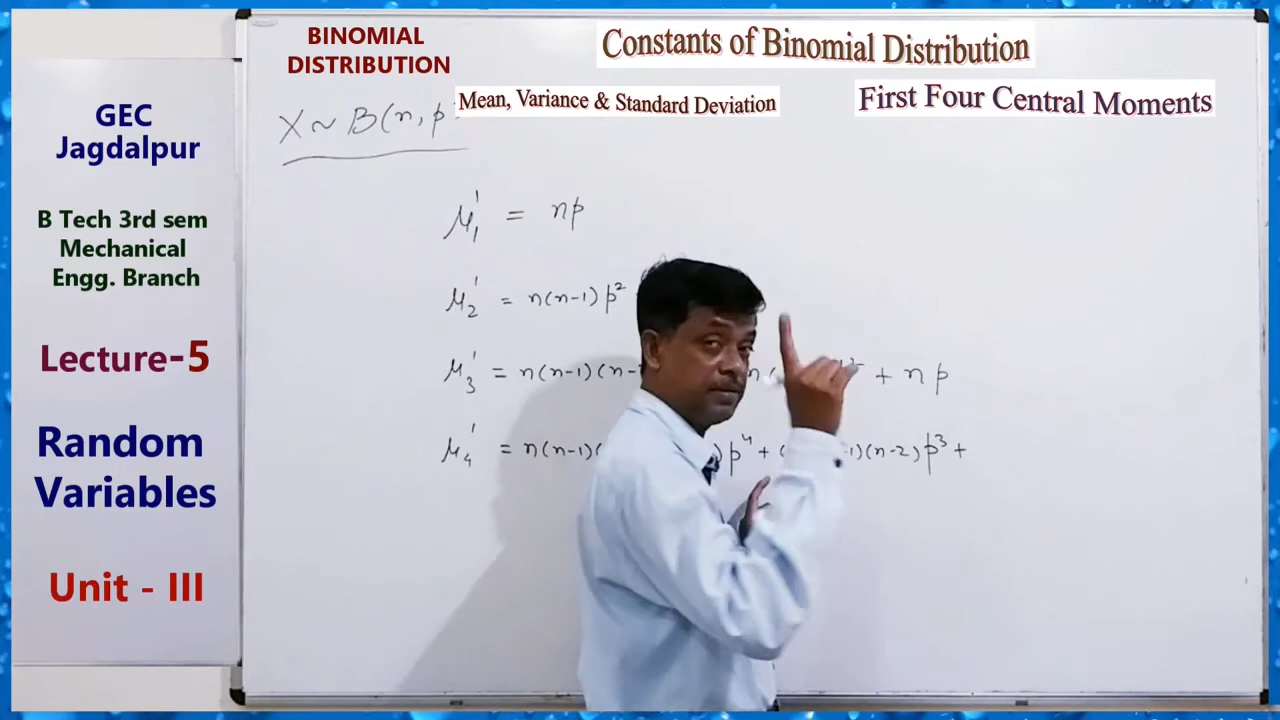 BINOMIAL
DISTRIBUTION
Constants of Binomial Distribution
Mean, Variance & Standard Deviation
First Four Central Moments
GEC
Jagdalpur
B Tech 3rd sem
Mechanical
Engg. Branch
Lecture-5
Random
Variables
Unit - III
X ~ B(n, p
μ₁' = np
μ₂' = n(n-1)p²
μ₃' = n(n-1)(n- + np
μ₄' = n(n-1)( )p⁴ + ( -1)(n-2)p³ +